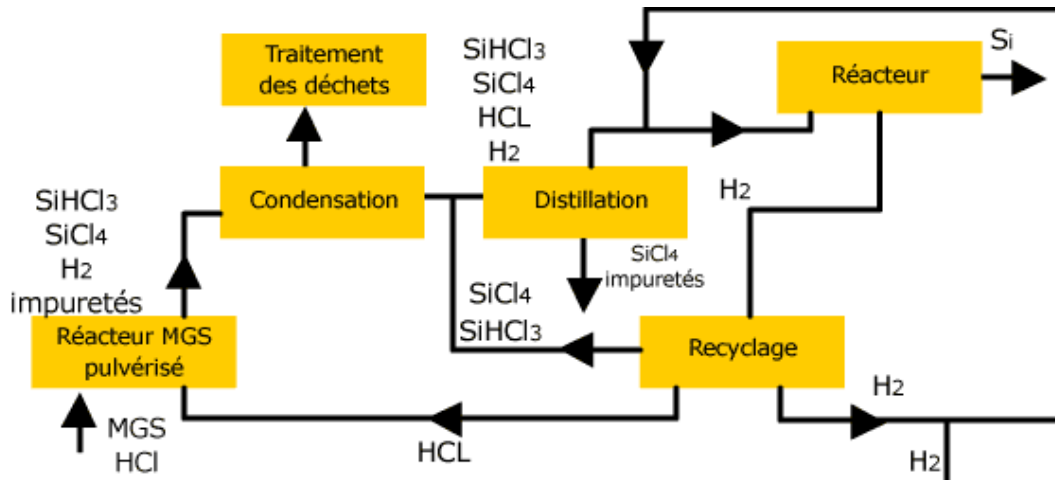 Traitement
des déchets
SiHCl3
SiCl4
HCL
H2
Réacteur
Si
Condensation
Distillation
H2
SiHCl3
SiCl4
H2
impuretés
SiCl4
impuretés
SiCl4
SiHCl3
Réacteur MGS
pulvérisé
Recyclage
H2
MGS
HCl
HCL
H2